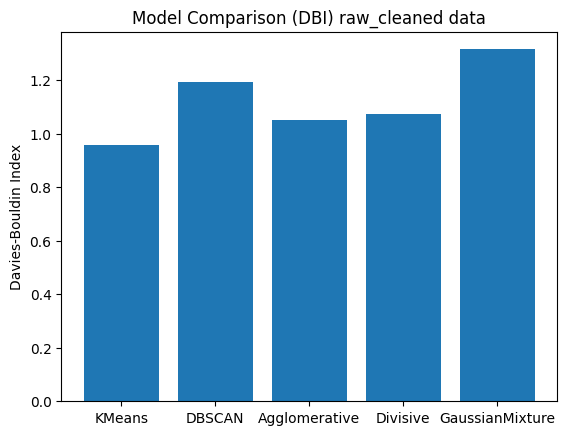 Model Comparison (DBI) raw_cleaned data
Davies-Bouldin Index
1.2
1.0
0.8
0.6
0.4
0.2
0.0
KMeans DBSCAN Agglomerative Divisive GaussianMixture